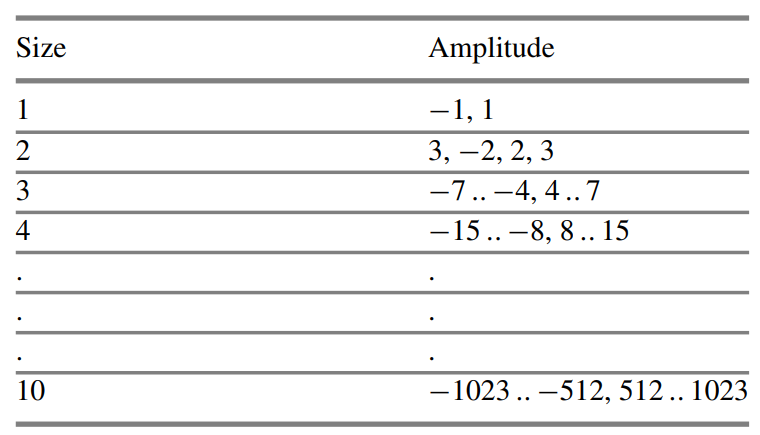 Size Amplitude
1 −1, 1
2 3, −2, 2, 3
3 −7 .. −4, 4 .. 7
4 −15 .. −8, 8 .. 15
. .
. .
. .
10 −1023 .. −512, 512 .. 1023